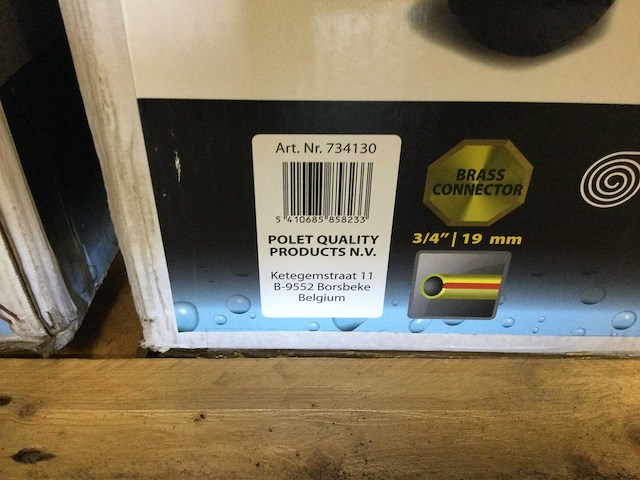 Art. Nr. 734130
5 410685 858233
POLET QUALITY
PRODUCTS N.V.
Ketegemstraat 11
B-9552 Borsbeke
Belgium
BRASS
CONNECTOR
3/4" | 19 mm